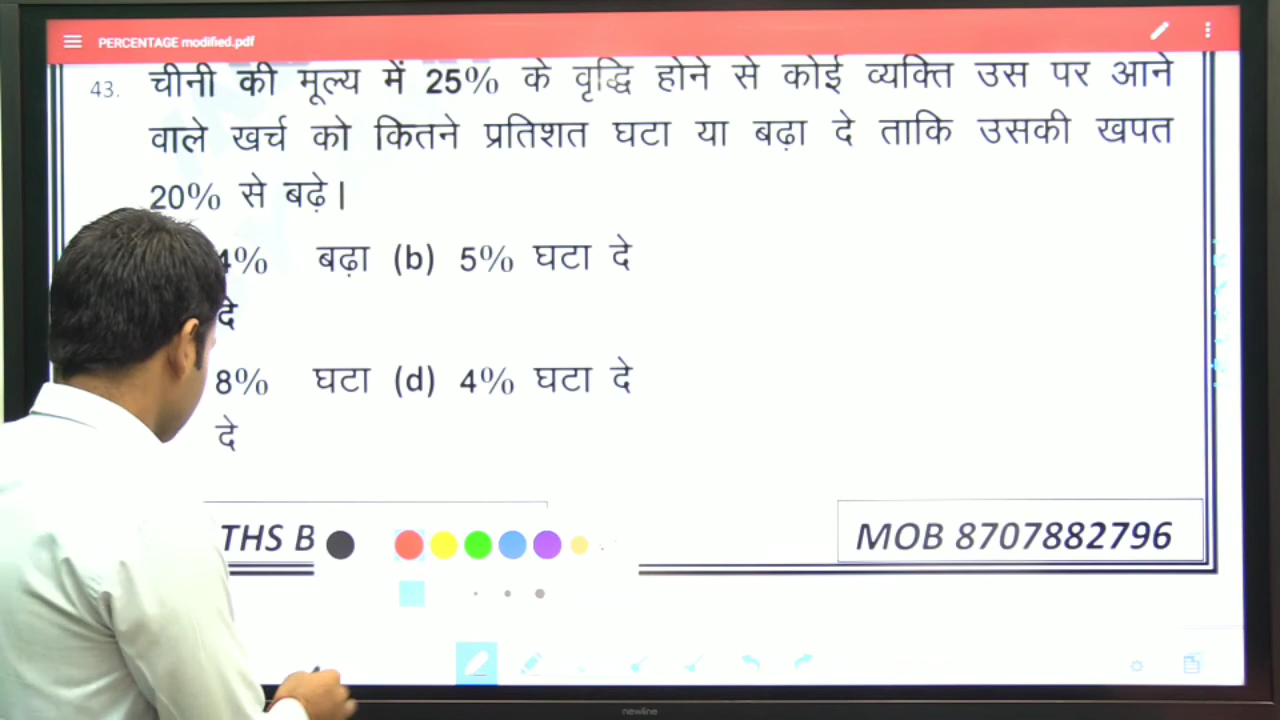 PERCENTAGE modified.pdf
43. चीनी की मूल्य में 25% के वृद्धि होने से कोई व्यक्ति उस पर आने
वाले खर्च को कितने प्रतिशत घटा या बढ़ा दे ताकि उसकी खपत
20% से बढ़े।
4% बढ़ा (b) 5% घटा दे
दे
8% घटा (d) 4% घटा दे
दे
THS B
MOB 8707882796
newline